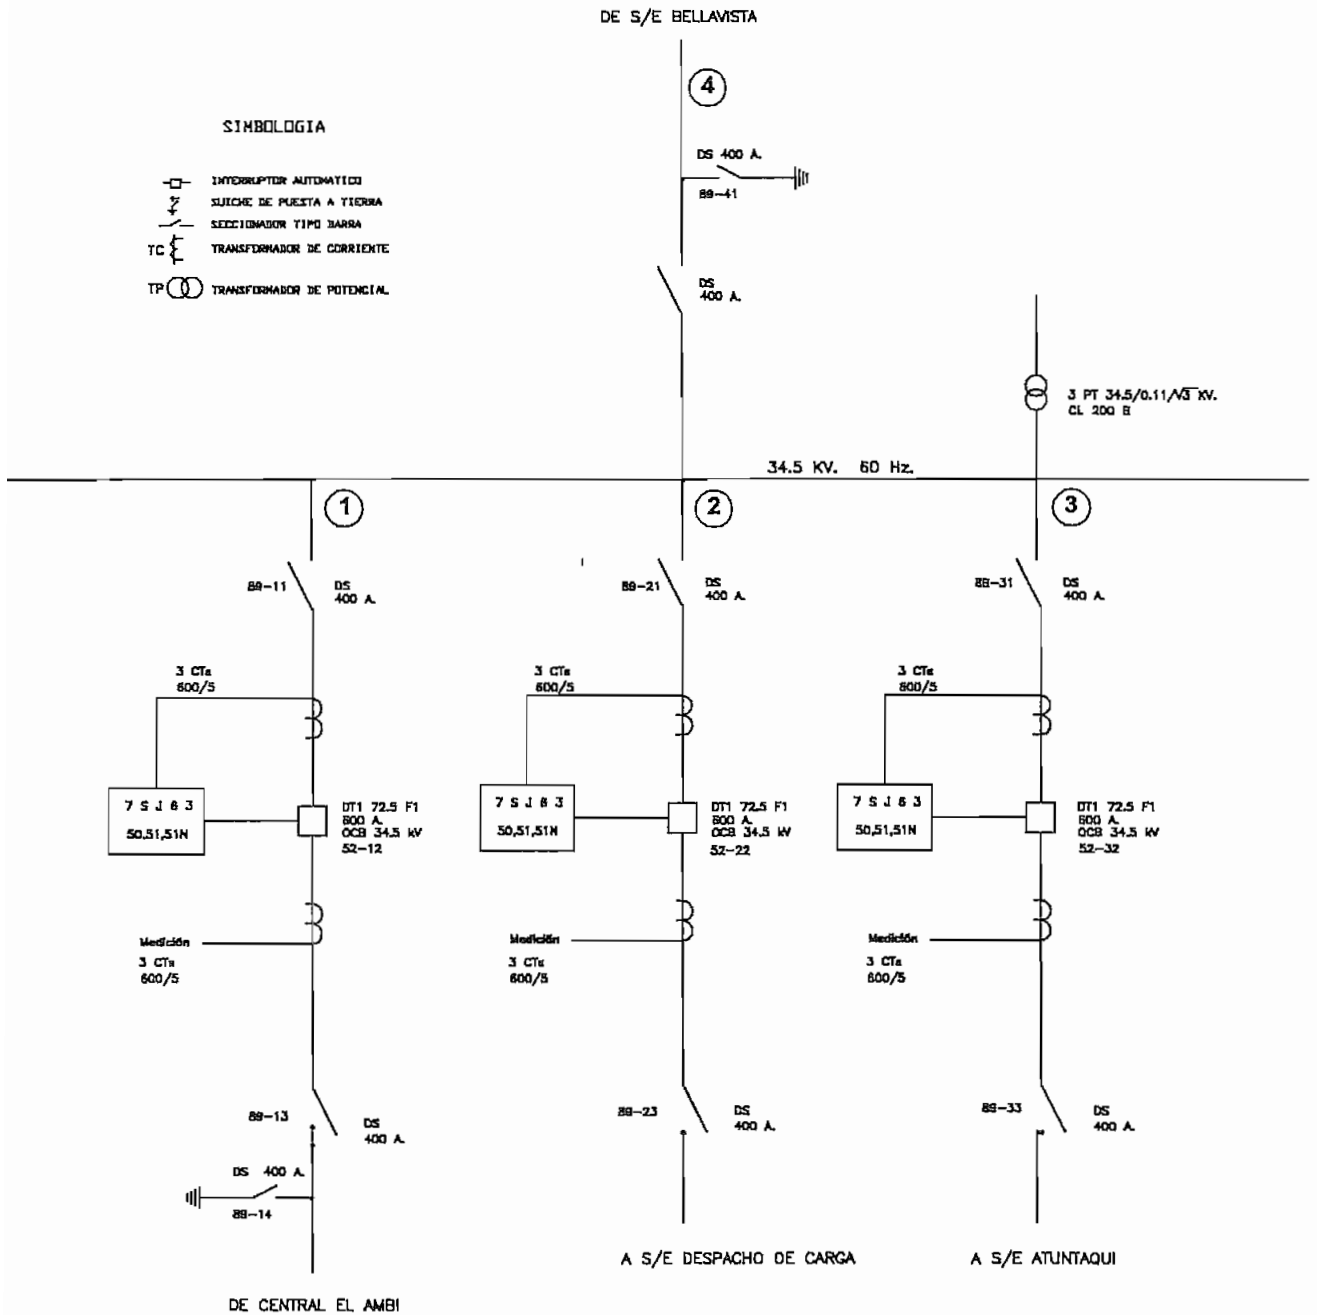 DE S/E BELLAVISTA
4
SIMBOLOGIA
INTERRUPTOR AUTOMATICO
SUICHE DE PUESTA A TIERRA
SECCIONADOR TIPO BARRA
TC TRANSFORMADOR DE CORRIENTE
TP TRANSFORMADOR DE POTENCIAL
DS 400 A.
89-41
DS
400 A.
3 PT 34.5/0.11/√3 KV.
CL 200 B
34.5 KV. 60 Hz.
1
2
3
89-11
DS
400 A.
89-21
DS
400 A.
89-31
DS
400 A.
3 CTs
600/5
3 CTs
600/5
3 CTs
600/5
7 S J 6 3
50,51,51N
DT1 72.5 F1
600 A.
OCB 34.5 kV
52-12
7 S J 6 3
50,51,51N
DT1 72.5 F1
600 A.
OCB 34.5 kV
52-22
7 S J 6 3
50,51,51N
DT1 72.5 F1
600 A.
OCB 34.5 kV
52-32
Medición
3 CTs
600/5
Medición
3 CTs
600/5
Medición
3 CTs
600/5
89-13
DS
400 A.
89-23
DS
400 A.
89-33
DS
400 A.
DS 400 A.
89-14
A S/E DESPACHO DE CARGA
A S/E ATUNTAQUI
DE CENTRAL EL AMBI